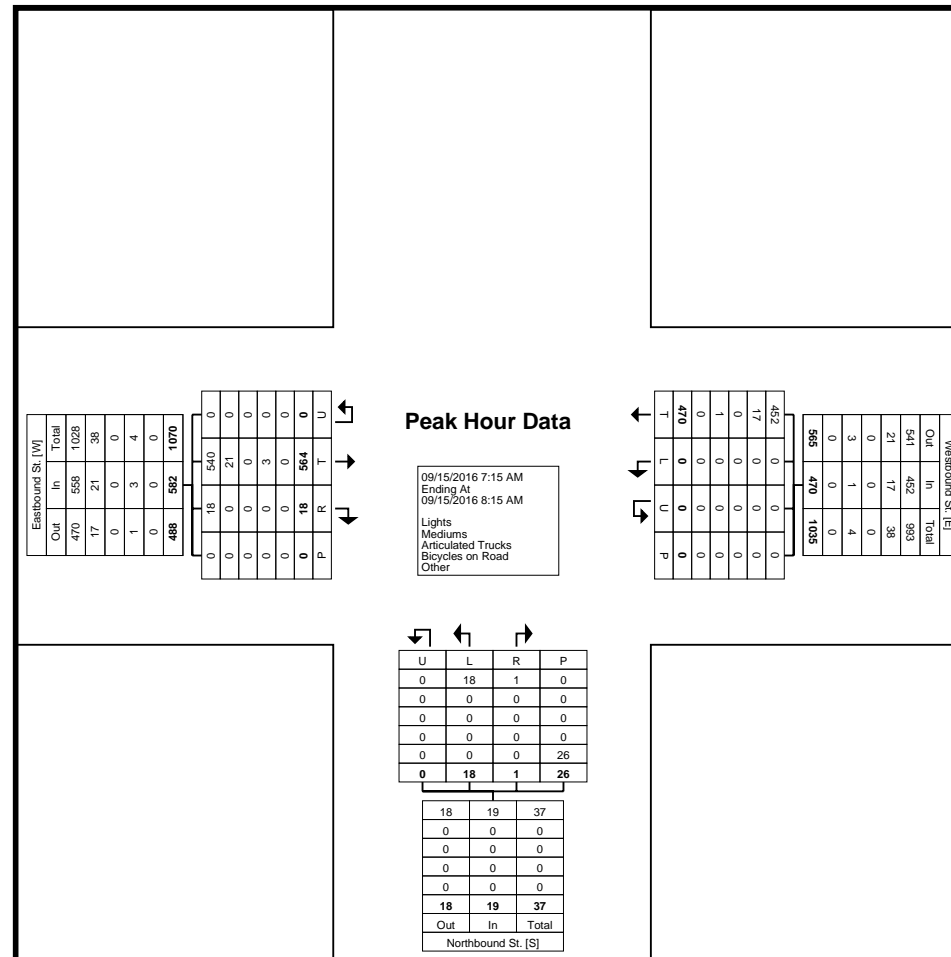 Peak Hour Data
09/15/2016 7:15 AM
Ending At
09/15/2016 8:15 AM
Lights
Mediums
Articulated Trucks
Bicycles on Road
Other
Eastbound St. [W]
Out In Total
470 558 1028
17 21 38
0 0 0
1 3 4
0 0 0
488 582 1070
0 540 18 0
0 21 0 0
0 0 0 0
0 3 0 0
0 0 0 0
0 564 18 0
U T R P
Westbound St. [E]
Out In Total
541 452 993
21 17 38
0 0 0
3 1 4
0 0 0
565 470 1035
452 0 0 0
17 0 0 0
0 0 0 0
1 0 0 0
0 0 0 0
470 0 0 0
T L U P
U L R P
0 18 1 0
0 0 0 0
0 0 0 0
0 0 0 0
0 0 0 26
0 18 1 26
18 19 37
0 0 0
0 0 0
0 0 0
0 0 0
18 19 37
Out In Total
Northbound St. [S]